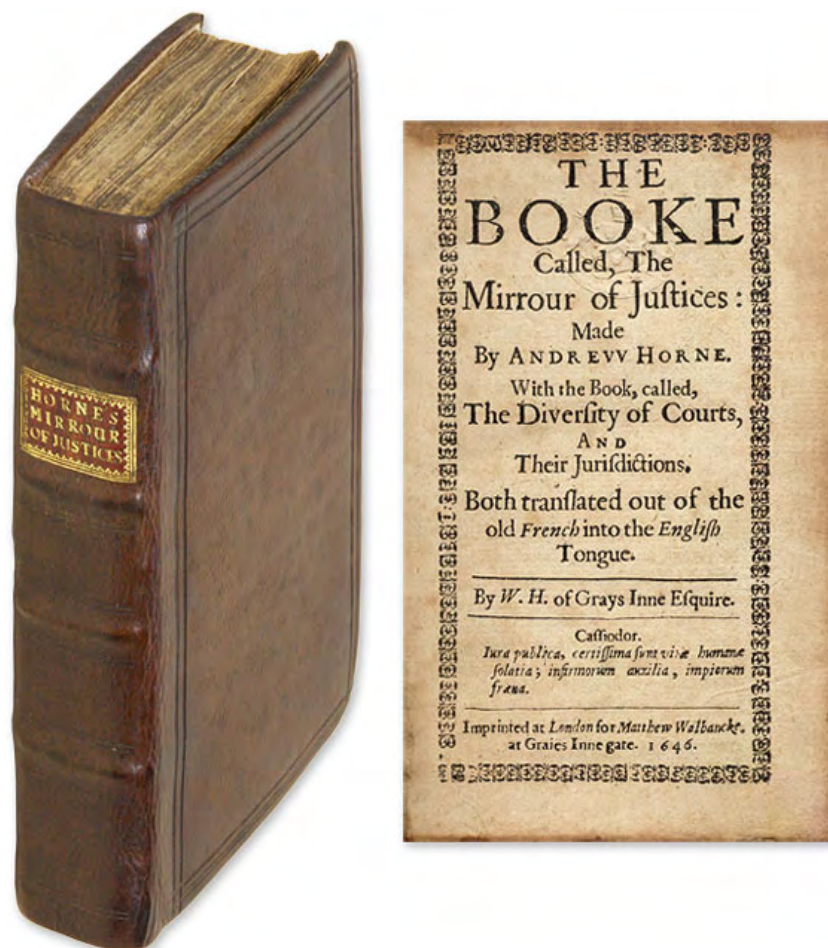 HORNE'S
MIRROUR
OF JUSTICES
THE
BOOKE
Called, The
Mirrour of Juſtices:
Made
By ANDREVV HORNE.
With the Book, called,
The Diverſity of Courts,
AND
Their Juriſdictions.
Both tranſlated out of the
old French into the Engliſh
Tongue.
By W. H. of Grays Inne Eſquire.
Caſſiodor.
Iura publica, certiſſima ſunt vitæ humanæ
ſolatia; infirmorum auxilia, impiorum
fræna.
Imprinted at London for Matthew Walbancke.
at Graies Inne gate. 1646.